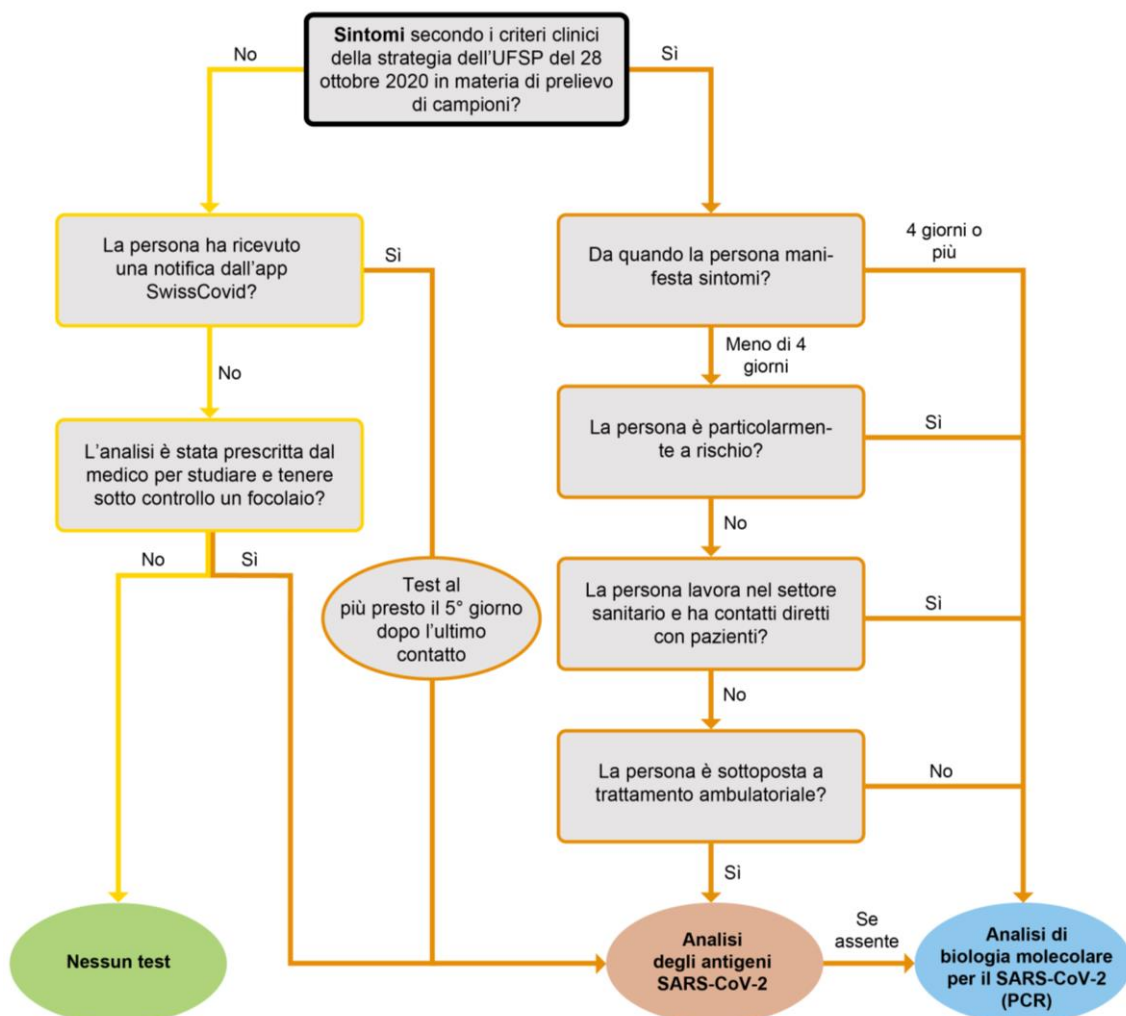 Sintomi secondo i criteri clinici
della strategia dell'UFSP del 28
ottobre 2020 in materia di prelievo
di campioni?
No
Sì
La persona ha ricevuto
una notifica dall'app
SwissCovid?
Sì
No
L'analisi è stata prescritta dal
medico per studiare e tenere
sotto controllo un focolaio?
No
Sì
Test al
più presto il 5° giorno
dopo l'ultimo
contatto
Da quando la persona mani-
festa sintomi?
4 giorni o
più
Meno di 4
giorni
La persona è particolarmen-
te a rischio?
Sì
No
La persona lavora nel settore
sanitario e ha contatti diretti
con pazienti?
Sì
No
La persona è sottoposta a
trattamento ambulatoriale?
No
Sì
Nessun test
Analisi
degli antigeni
SARS-CoV-2
Se
assente
Analisi di
biologia molecolare
per il SARS-CoV-2
(PCR)